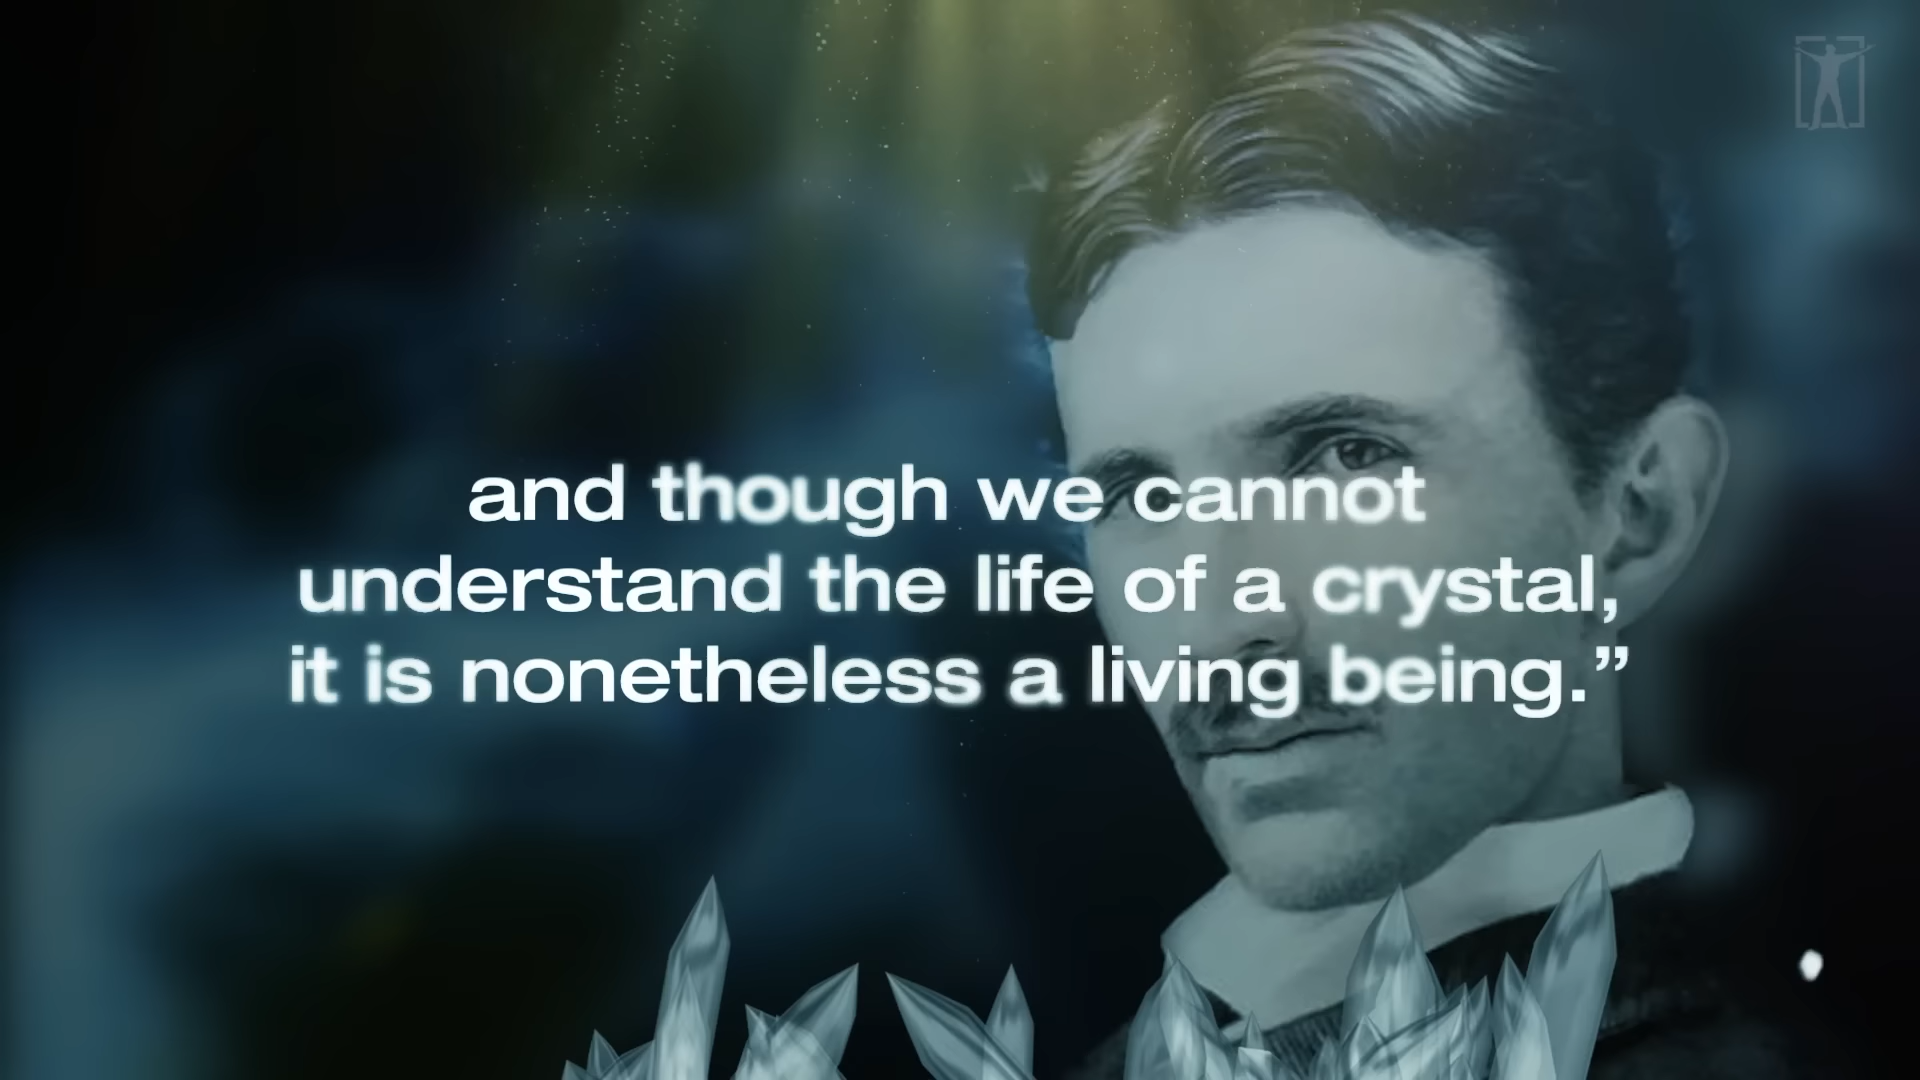 and though we cannot
understand the life of a crystal,
it is nonetheless a living being.”